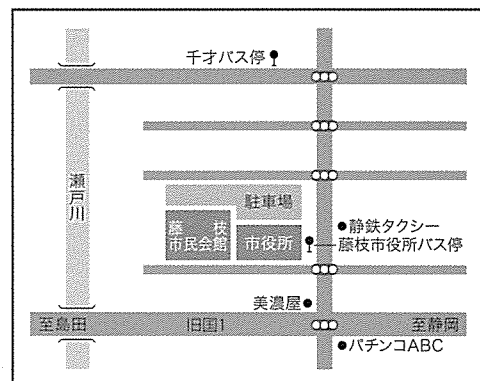 千才バス停
瀬戸川
駐車場
藤枝
市民会館
市役所
静鉄タクシー
藤枝市役所バス停
美濃屋
至島田
旧国1
至静岡
パチンコABC